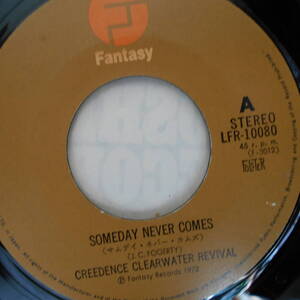 Fantasy
A
STEREO
LFR-10080
45 r. p. m.
(F-3012)
SOMEDAY NEVER COMES
(サムデイ・ネバー・カムズ)
(J. C. FOGERTY)
CREEDENCE CLEARWATER REVIVAL
℗ Fantasy Records 1972